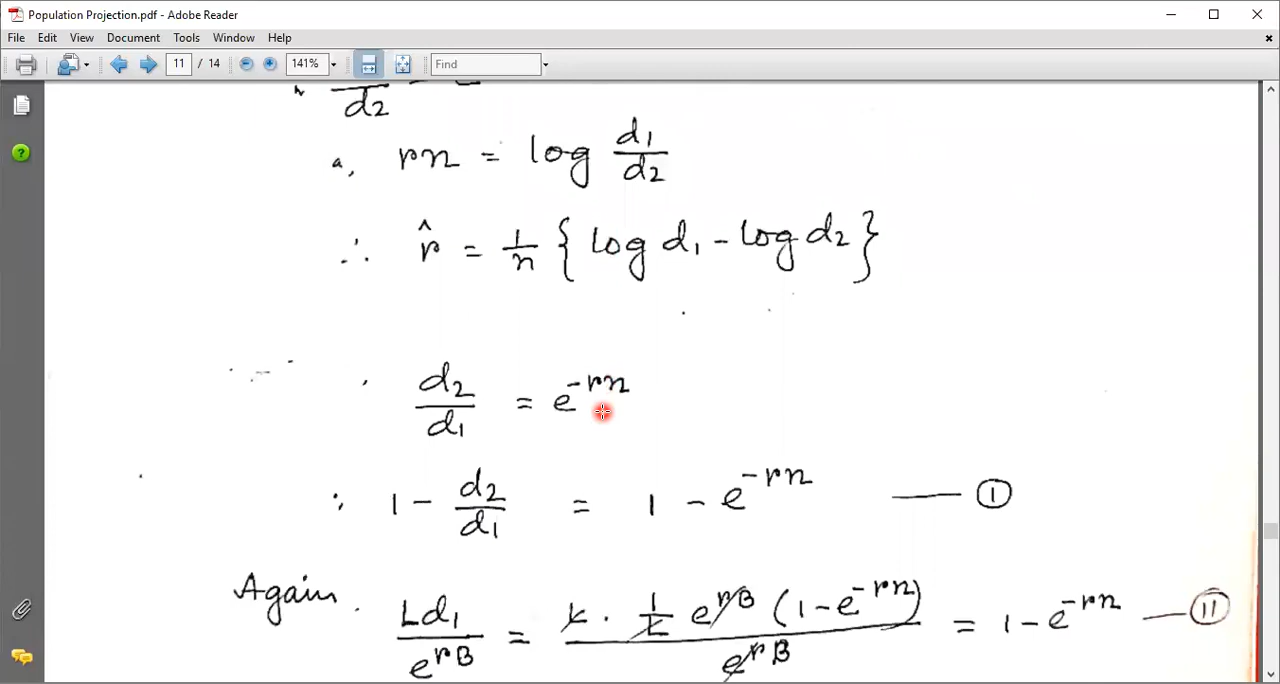 Population Projection.pdf - Adobe Reader
File Edit View Document Tools Window Help
11 / 14 141% Find
d2
a, rn = log d1/d2
∴ r̂ = 1/n { log d1 - log d2 }
d2/d1 = e^-rn
∴ 1 - d2/d1 = 1 - e^-rn —— I
Again. Ld1/e^rB = k · 1/k e^rB (1 - e^-rn) / e^rB = 1 - e^-rn —— II